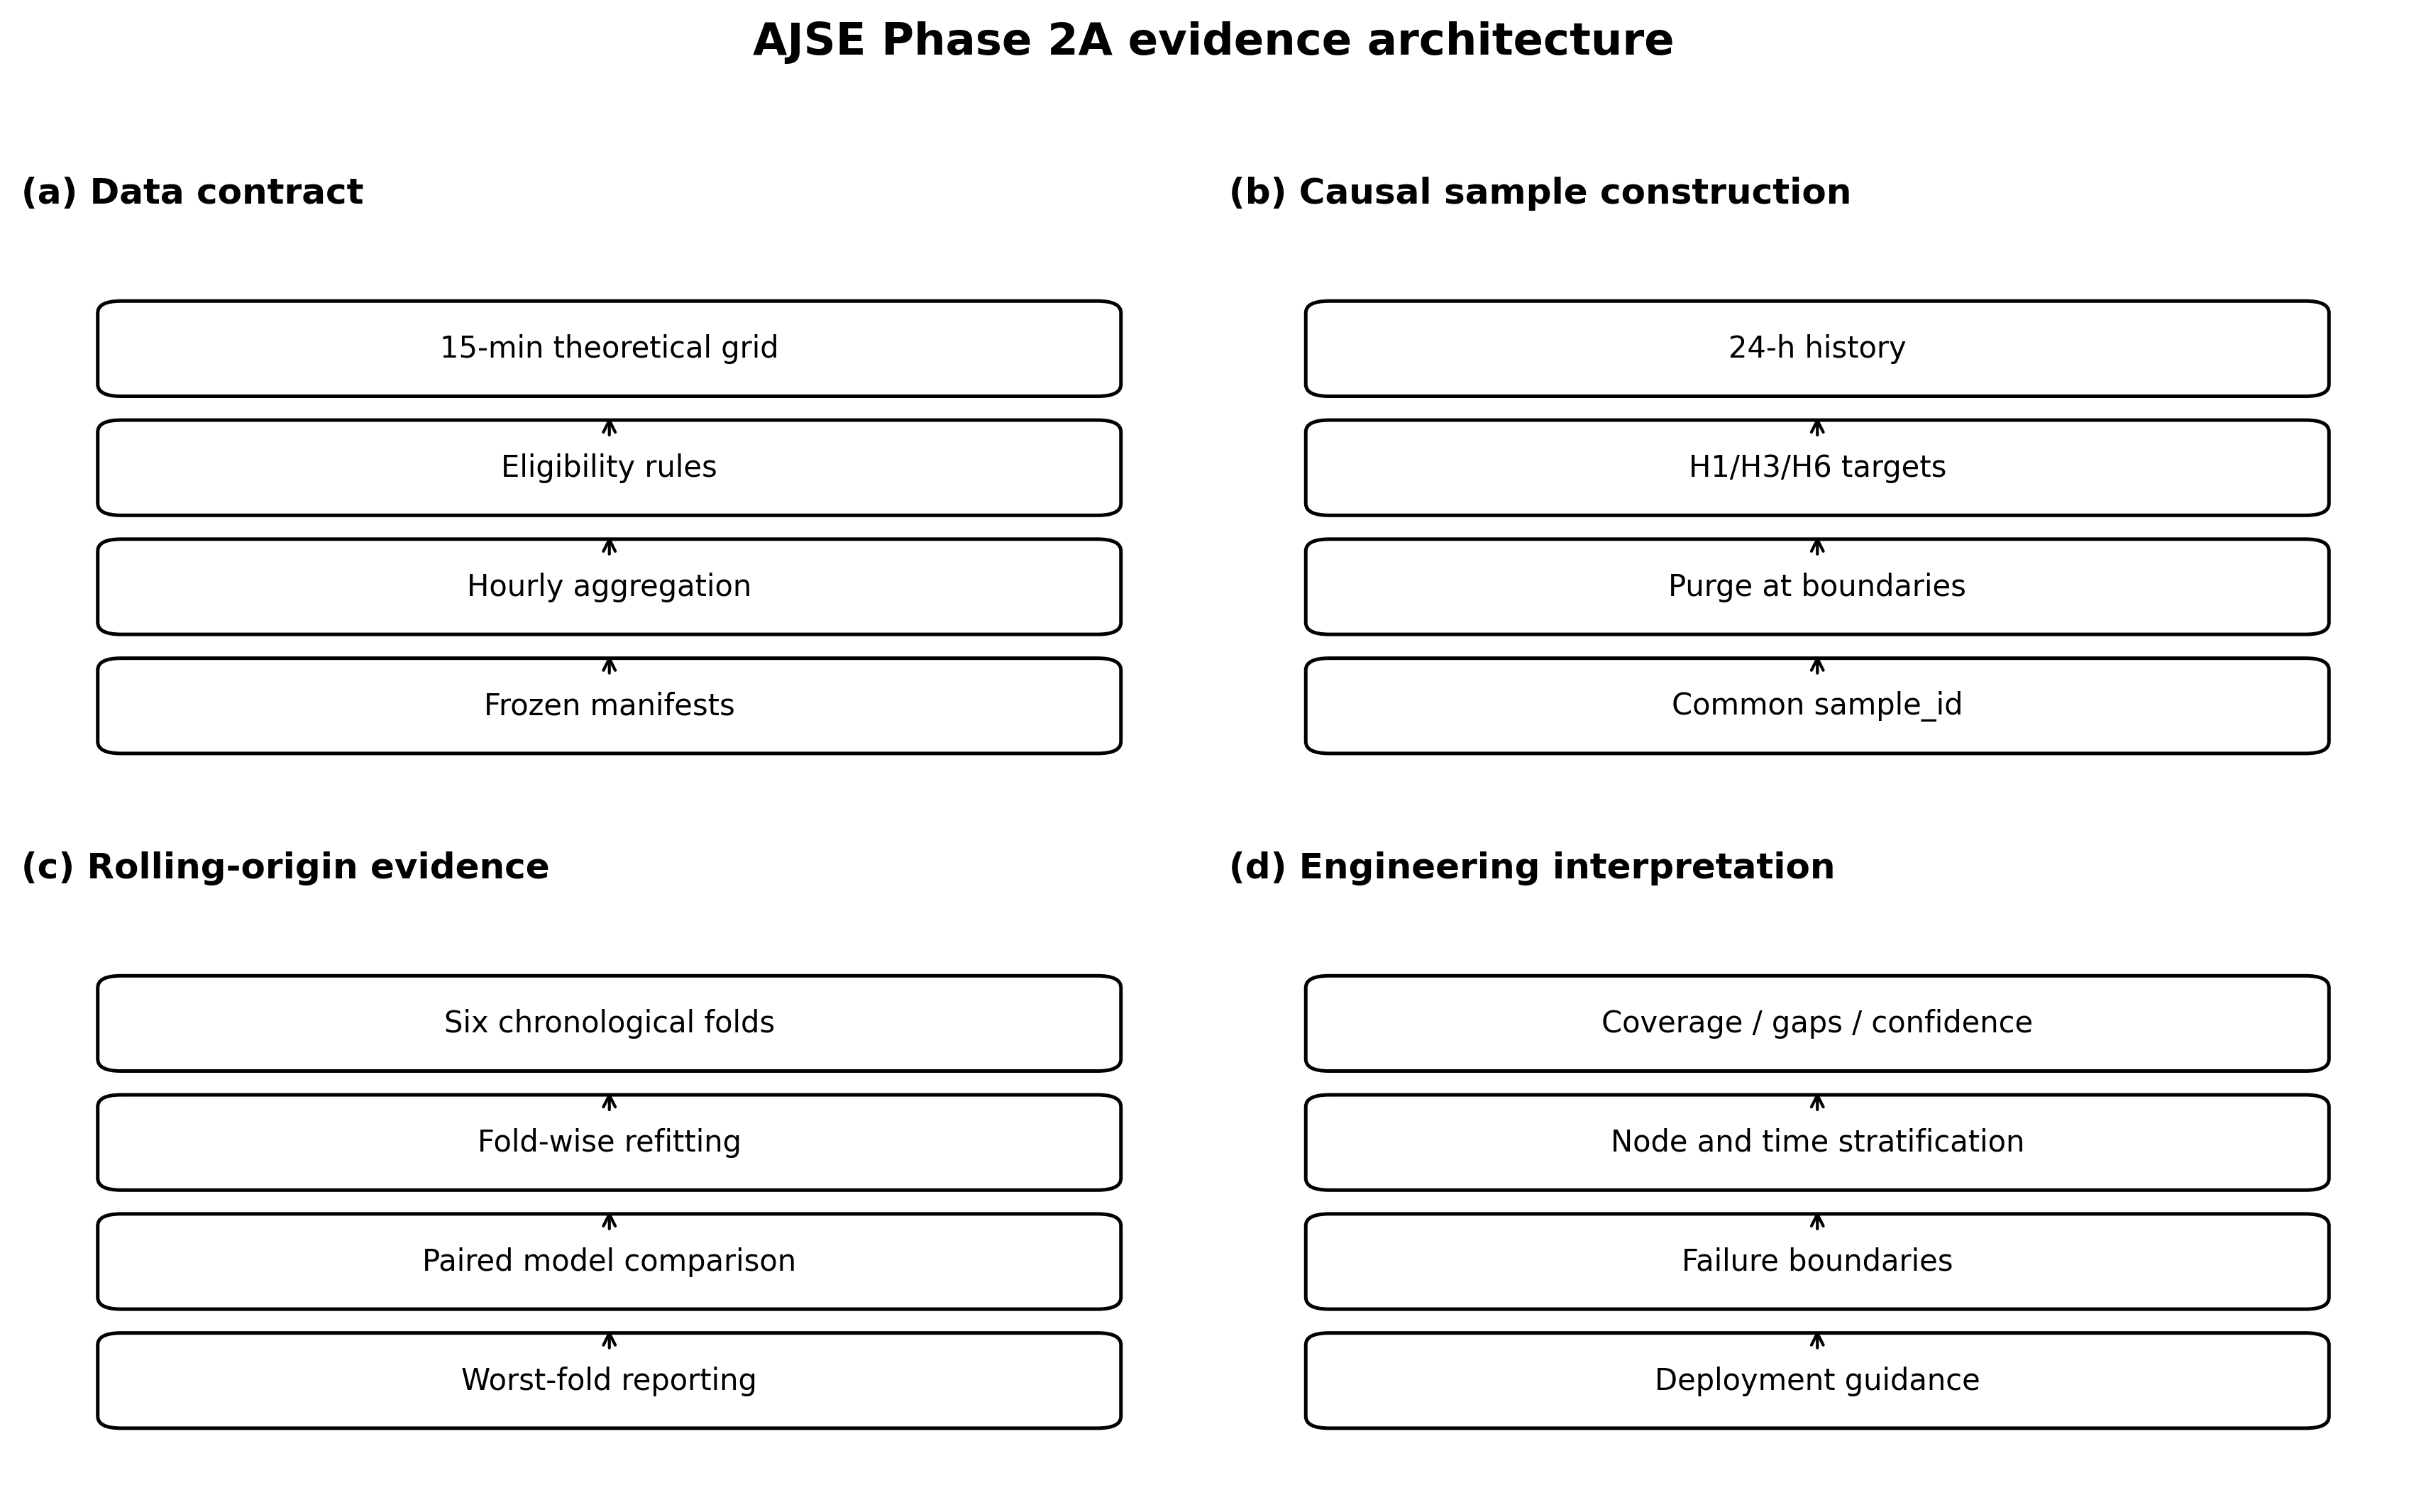 AJSE Phase 2A evidence architecture
(a) Data contract
15-min theoretical grid
Eligibility rules
Hourly aggregation
Frozen manifests
(b) Causal sample construction
24-h history
H1/H3/H6 targets
Purge at boundaries
Common sample_id
(c) Rolling-origin evidence
Six chronological folds
Fold-wise refitting
Paired model comparison
Worst-fold reporting
(d) Engineering interpretation
Coverage / gaps / confidence
Node and time stratification
Failure boundaries
Deployment guidance